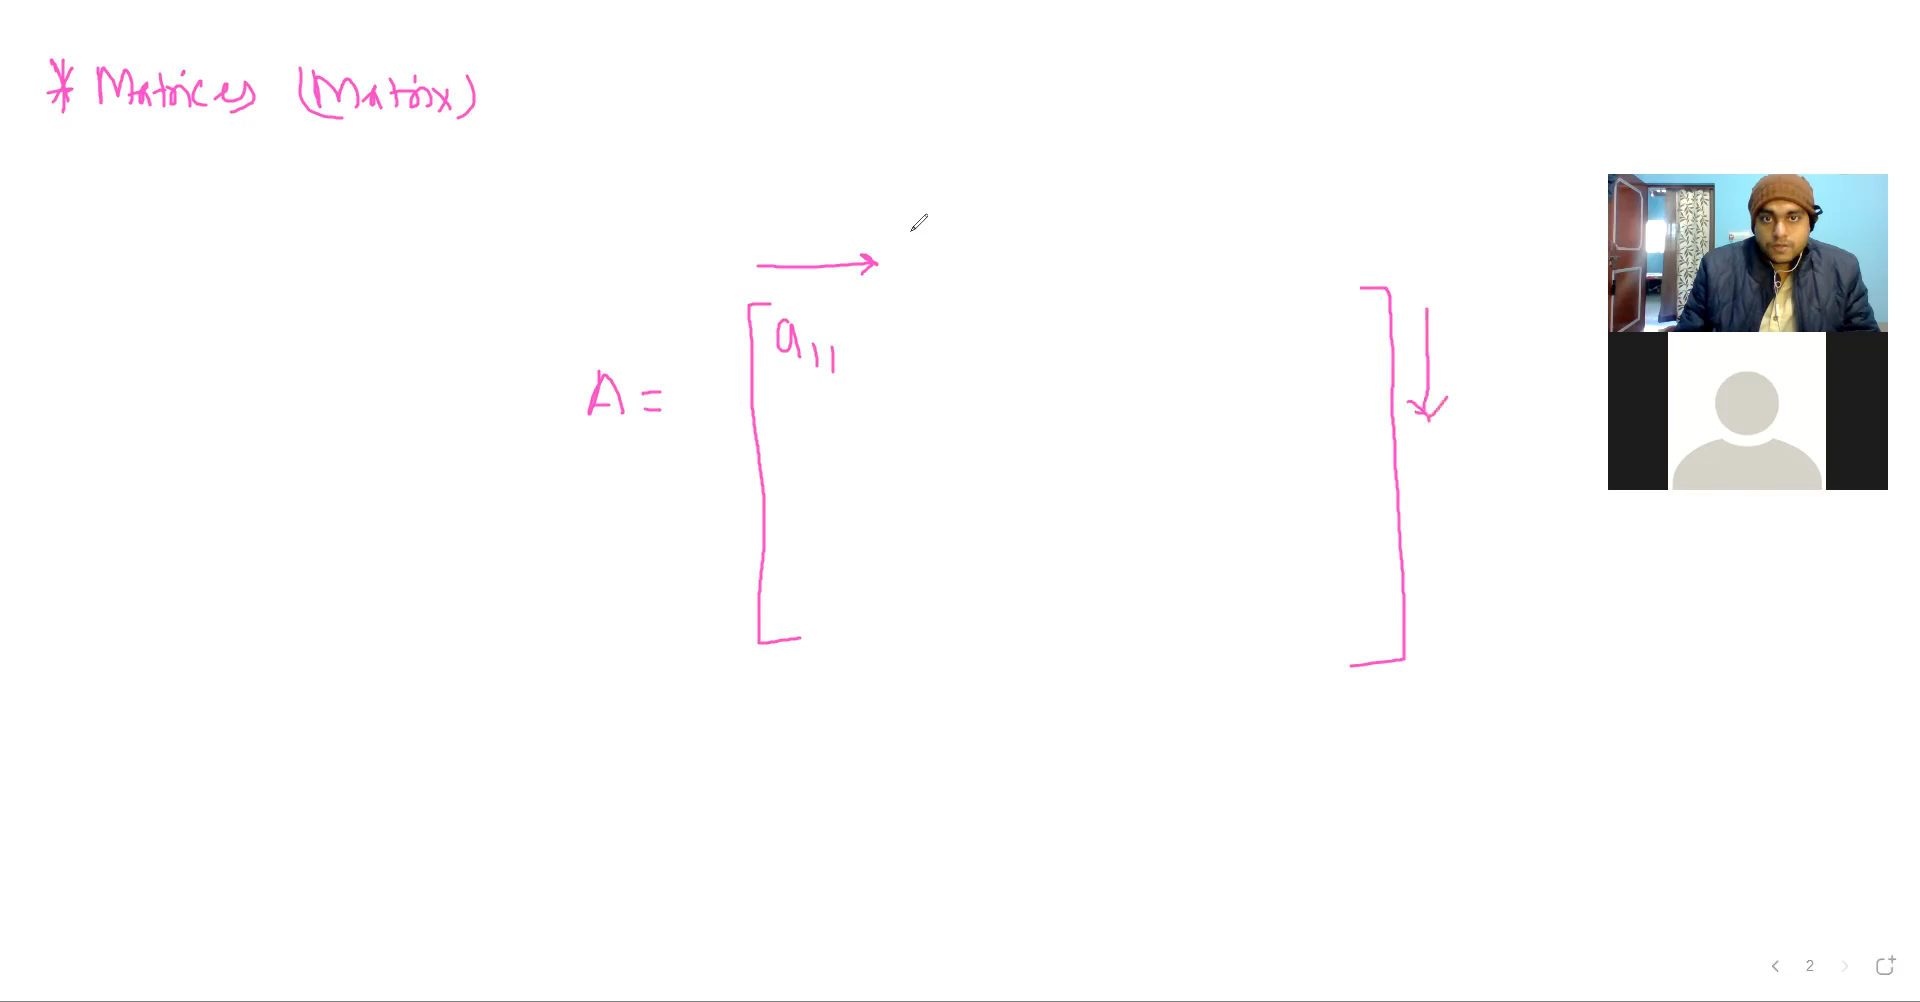 * Matrices (Matrix)
A = [ a₁₁ ]
2